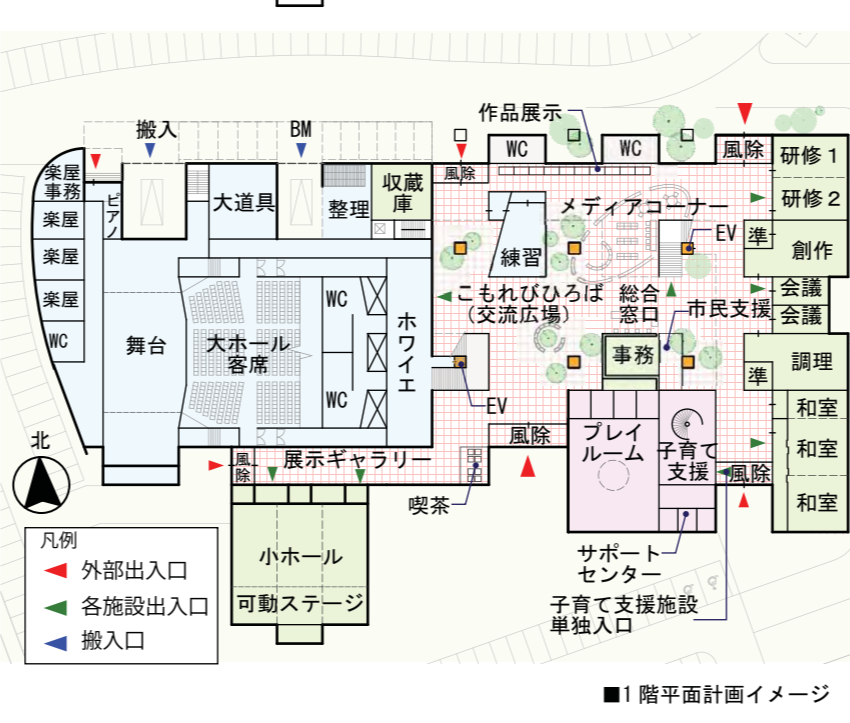 作品展示
搬入
BM
WC
WC
風除
研修1
楽屋
事務
ピアノ
大道具
整理
収蔵
庫
風除
メディアコーナー
研修2
楽屋
EV
準
創作
楽屋
練習
楽屋
客席
WC
こもれびひろば
(交流広場)
総合
窓口
会議
市民支援
会議
WC
舞台
大ホール
客席
ホワイエ
事務
調理
準
WC
EV
和室
北
風
除
展示ギャラリー
風除
プレイ
ルーム
子育て
支援
和室
風除
喫茶
和室
凡例
外部出入口
各施設出入口
搬入口
小ホール
可動ステージ
サポート
センター
子育て支援施設
単独入口
■1階平面計画イメージ